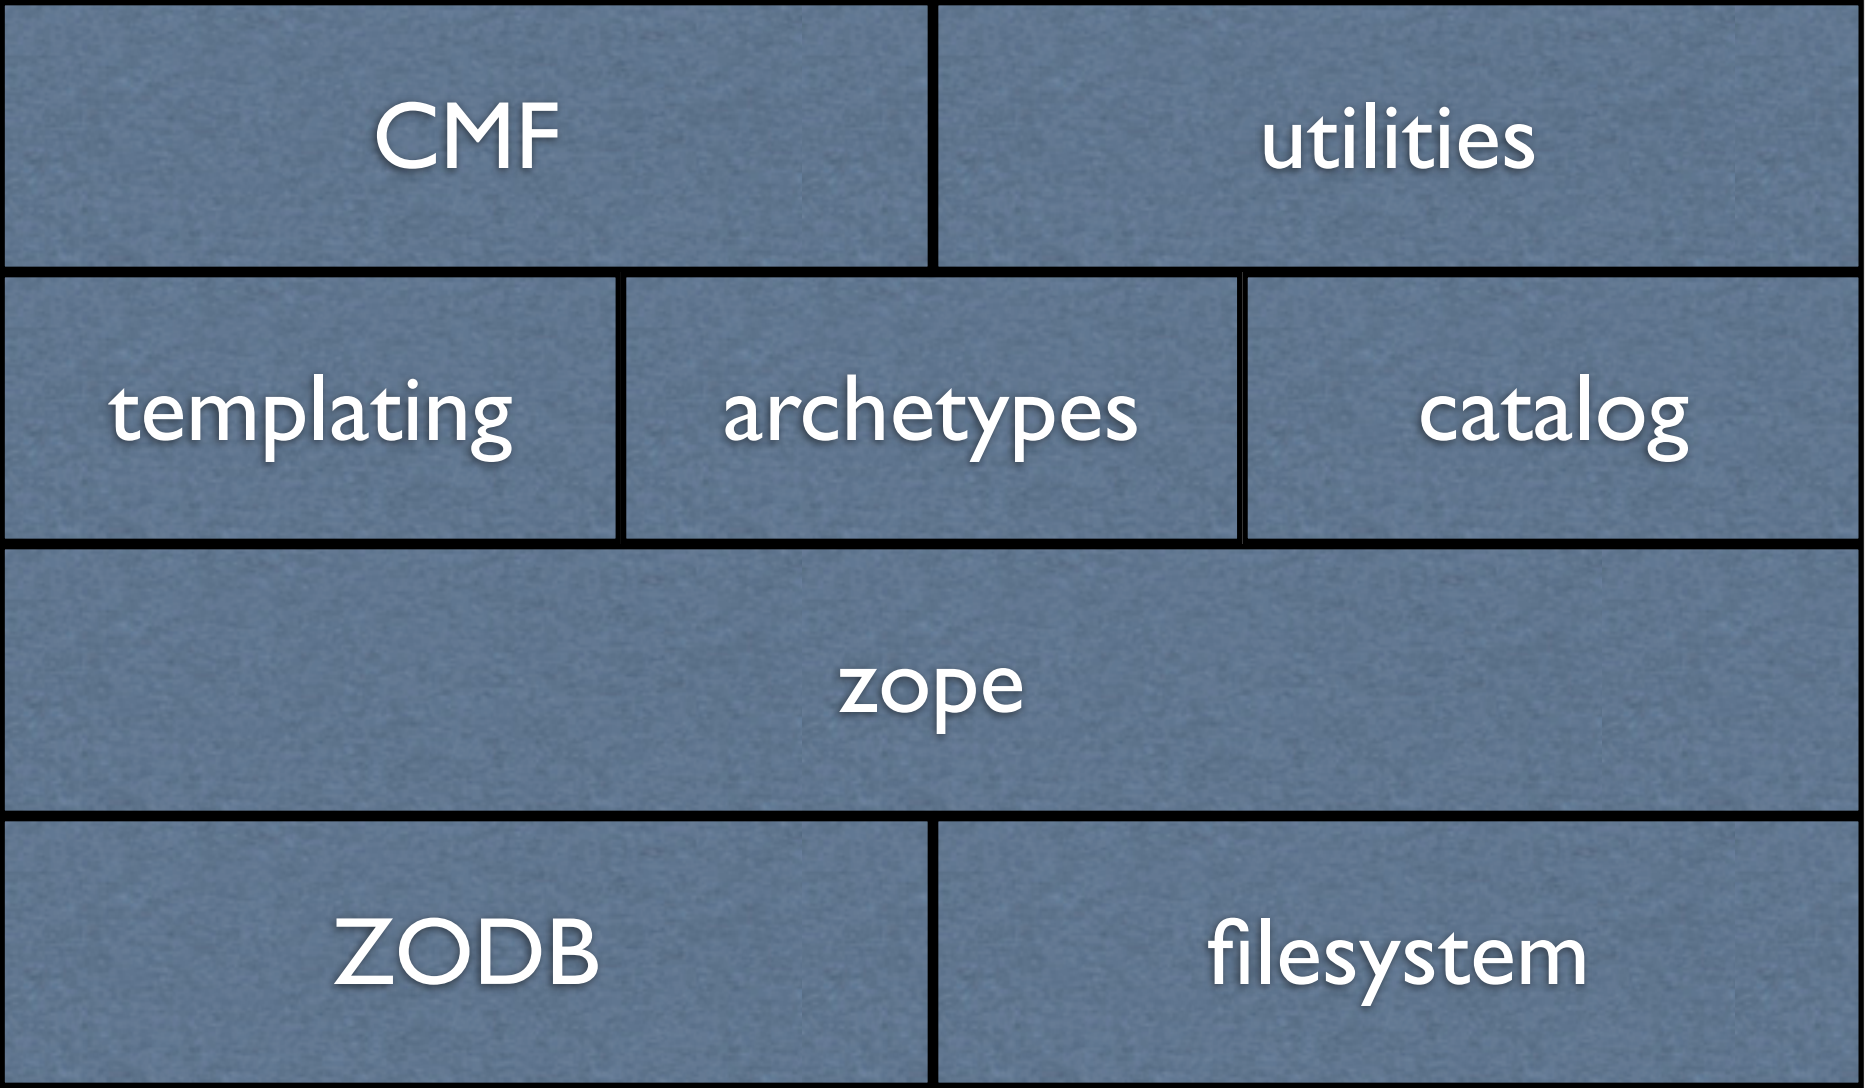 CMF
utilities
templating
archetypes
catalog
zope
ZODB
filesystem